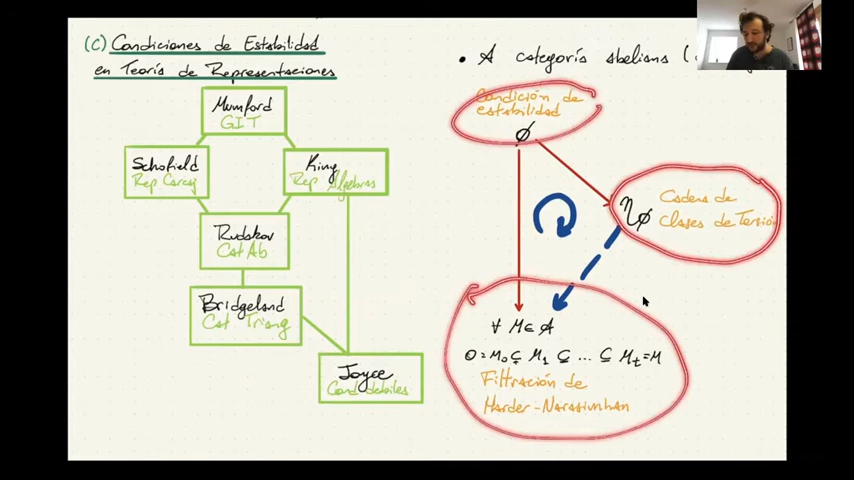 (C) Condiciones de Estabilidad
en Teoría de Representaciones
Mumford
GIT
Schofield
Rep Carcaj
King
Rep Algebras
Rudakov
Cat Ab
Bridgeland
Cat Triang
Joyce
Cond debiles
• A categoría abeliana (
Condición de
estabilidad
ϕ
Cadena de
ηϕ Clases de Torsión
∀ M ∈ A
0 = M₀ ⊆ M₁ ⊆ ... ⊆ Mₜ = M
Filtración de
Harder-Narasimhan